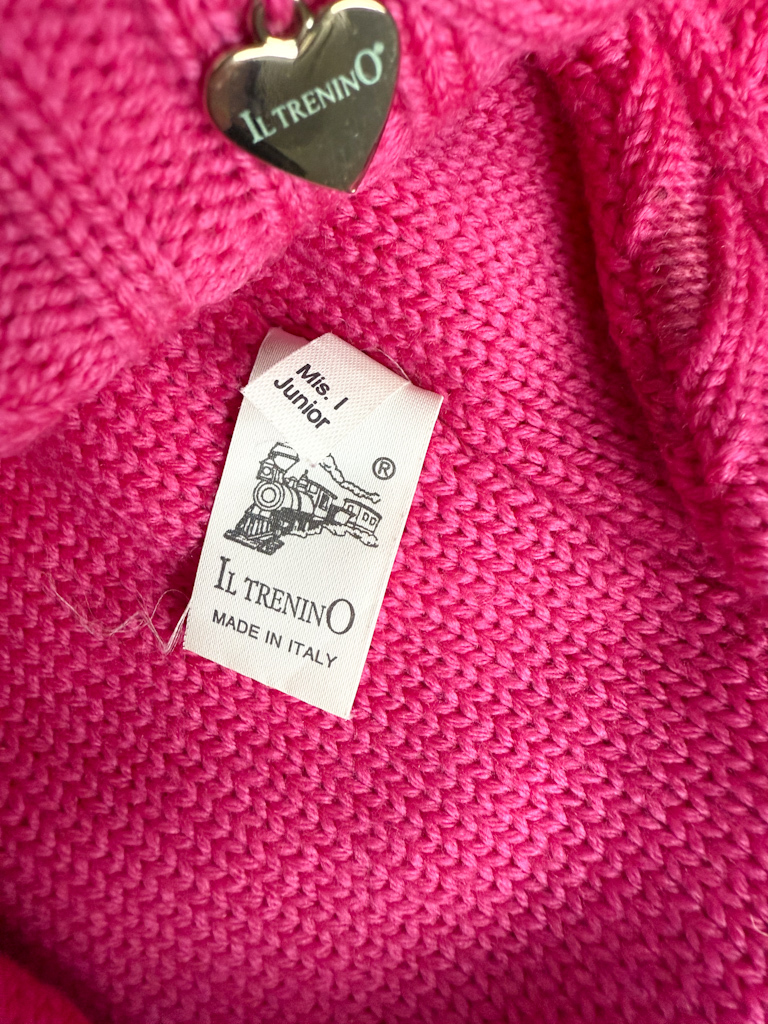 IL TRENINO®
Mis. I
Junior
®
IL TRENINO
MADE IN ITALY